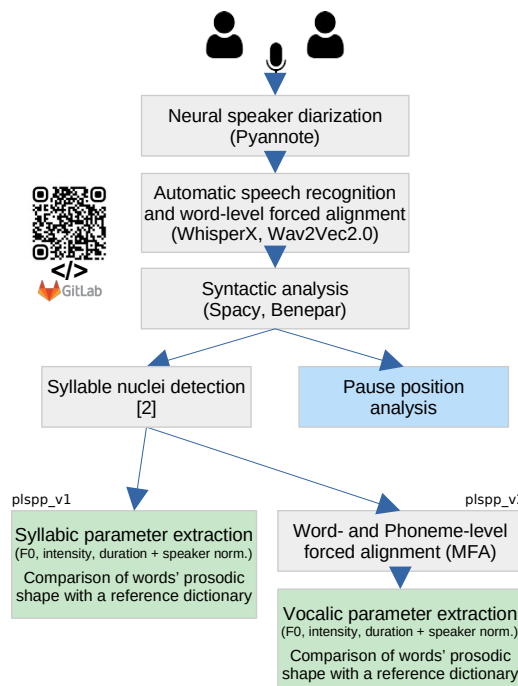 Neural speaker diarization
(Pyannote)
Automatic speech recognition
and word-level forced alignment
(WhisperX, Wav2Vec2.0)
</>
GitLab
Syntactic analysis
(Spacy, Benepar)
Syllable nuclei detection
[2]
Pause position
analysis
plspp_v1
Syllabic parameter extraction
(F0, intensity, duration + speaker norm.)
Comparison of words' prosodic
shape with a reference dictionary
Word- and Phoneme-level
forced alignment (MFA)
Vocalic parameter extraction
(F0, intensity, duration + speaker norm.)
Comparison of words' prosodic
shape with a reference dictionary